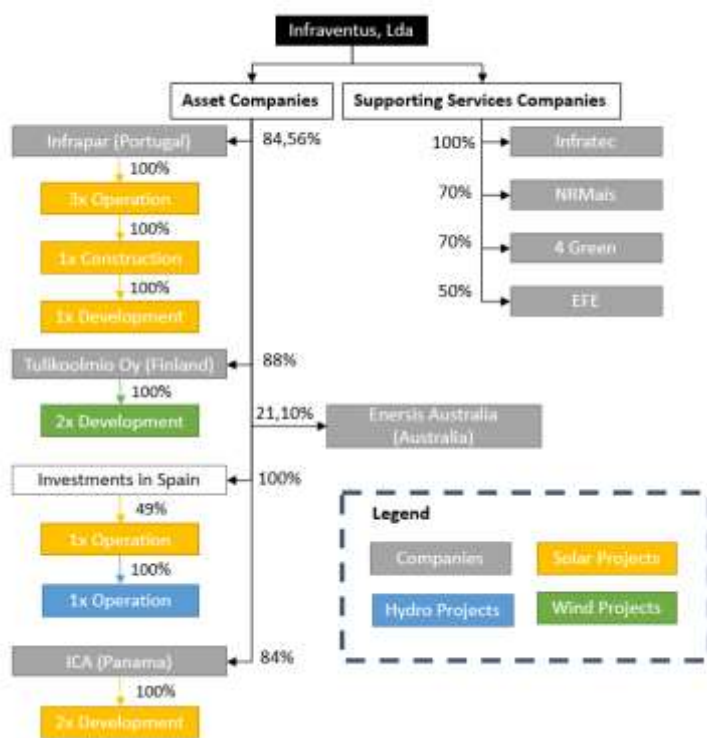 Infraventus, Lda
Asset Companies
Supporting Services Companies
Infrapar (Portugal)
84,56%
100%
3x Operation
100%
1x Construction
100%
1x Development
100%
Infratec
70%
NRMais
70%
4 Green
50%
EFE
Tulikoolmio Oy (Finland)
88%
100%
2x Development
21,10%
Enersis Australia
(Australia)
Investments in Spain
100%
49%
1x Operation
100%
1x Operation
ICA (Panama)
84%
100%
2x Development
Legend
Companies
Solar Projects
Hydro Projects
Wind Projects